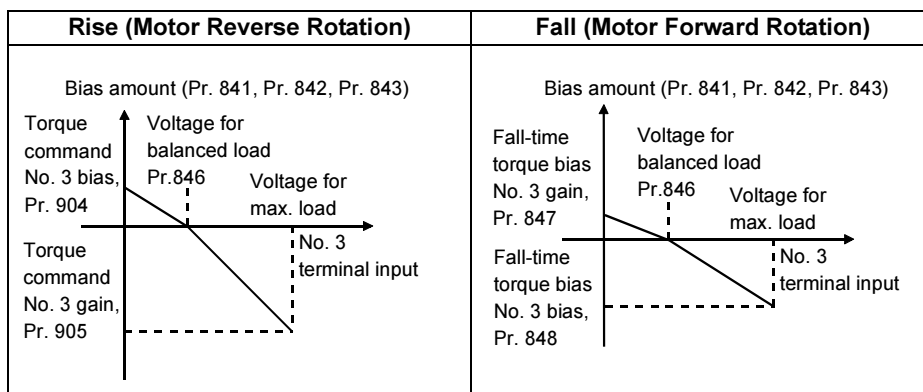 Rise (Motor Reverse Rotation)
Fall (Motor Forward Rotation)
Bias amount (Pr. 841, Pr. 842, Pr. 843)
Torque
command
No. 3 bias,
Pr. 904
Voltage for
balanced load
Pr.846
Voltage for
max. load
No. 3
terminal input
Torque
command
No. 3 gain,
Pr. 905
Bias amount (Pr. 841, Pr. 842, Pr. 843)
Fall-time
torque bias
No. 3 gain,
Pr. 847
Voltage for
balanced load
Pr.846
Voltage for
max. load
No. 3
terminal input
Fall-time
torque bias
No. 3 bias,
Pr. 848